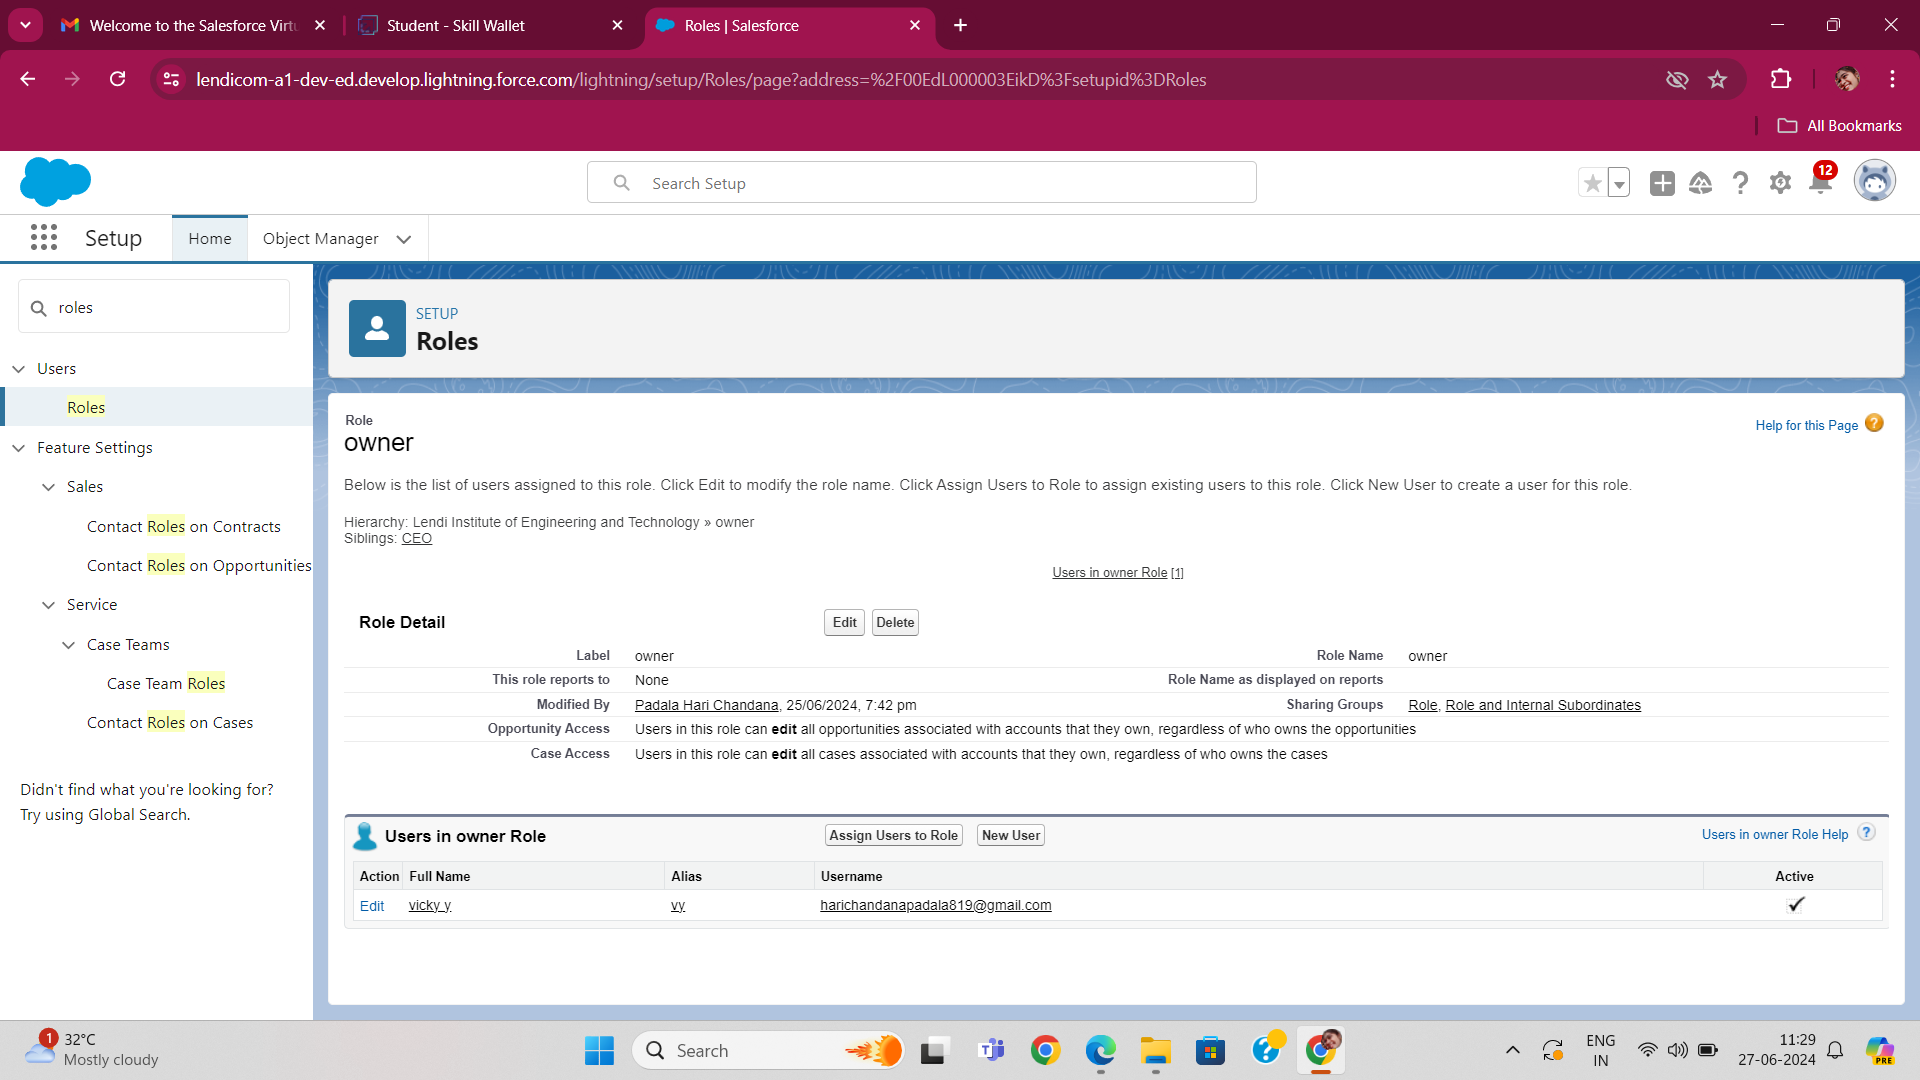 Welcome to the Salesforce Virtu
Student - Skill Wallet
Roles | Salesforce
lendicom-a1-dev-ed.develop.lightning.force.com/lightning/setup/Roles/page?address=%2F00EdL000003EikD%3Fsetupid%3DRoles
All Bookmarks
Search Setup
12
Setup
Home
Object Manager
roles
Users
Roles
Feature Settings
Sales
Contact Roles on Contracts
Contact Roles on Opportunities
Service
Case Teams
Case Team Roles
Contact Roles on Cases
Didn't find what you're looking for?
Try using Global Search.
SETUP
Roles
Role
owner
Help for this Page ?
Below is the list of users assigned to this role. Click Edit to modify the role name. Click Assign Users to Role to assign existing users to this role. Click New User to create a user for this role.
Hierarchy: Lendi Institute of Engineering and Technology » owner
Siblings: CEO
Users in owner Role [1]
Role Detail Edit Delete
Label owner Role Name owner
This role reports to None Role Name as displayed on reports
Modified By Padala Hari Chandana, 25/06/2024, 7:42 pm Sharing Groups Role, Role and Internal Subordinates
Opportunity Access Users in this role can edit all opportunities associated with accounts that they own, regardless of who owns the opportunities
Case Access Users in this role can edit all cases associated with accounts that they own, regardless of who owns the cases
Users in owner Role Assign Users to Role New User Users in owner Role Help ?
Action Full Name Alias Username Active
Edit vicky y vy harichandanapadala819@gmail.com
1
32°C
Mostly cloudy
Search
ENG
IN
11:29
27-06-2024
PRE